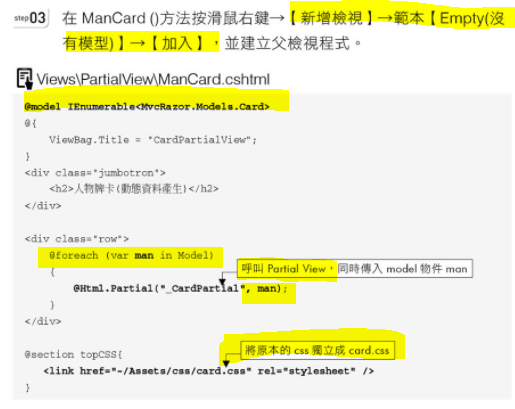 step03 在 ManCard ()方法按滑鼠右鍵→【新增檢視】→範本【Empty(沒
有模型)】→【加入】，並建立父檢視程式。
Views\PartialView\ManCard.cshtml
@model IEnumerable<MvcRazor.Models.Card>
@{
ViewBag.Title = "CardPartialView";
}
<div class="jumbotron">
<h2>人物牌卡(動態資料產生)</h2>
</div>
<div class="row">
@foreach (var man in Model)
{
呼叫 Partial View，同時傳入 model 物件 man
@Html.Partial("_CardPartial", man);
}
</div>
@section topCSS{
將原本的 css 獨立成 card.css
<link href="~/Assets/css/card.css" rel="stylesheet" />
}